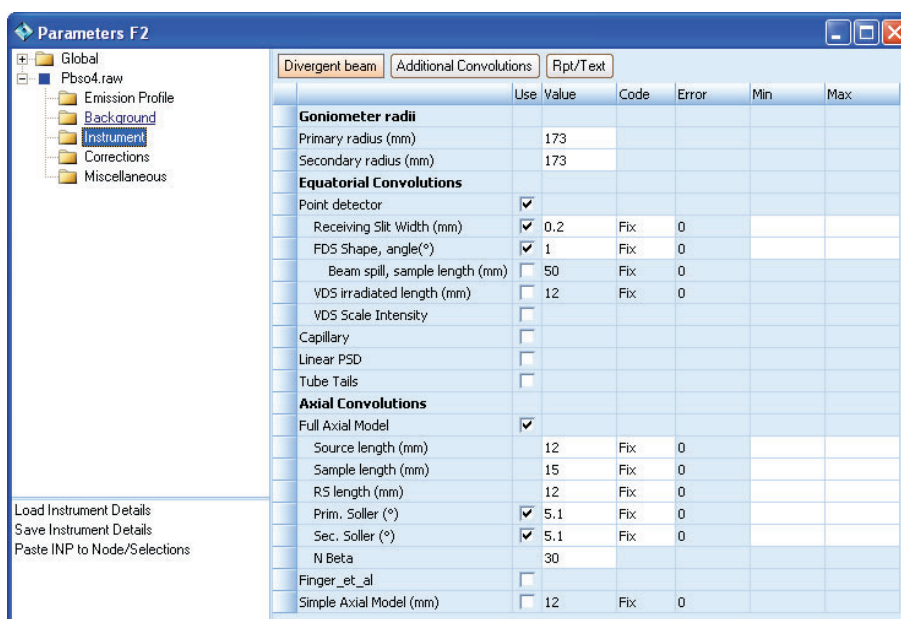 Parameters F2
Global
Pbso4.raw
Emission Profile
Background
Instrument
Corrections
Miscellaneous
Load Instrument Details
Save Instrument Details
Paste INP to Node/Selections
Divergent beam Additional Convolutions Rpt/Text
Use Value Code Error Min Max
Goniometer radii
Primary radius (mm) 173
Secondary radius (mm) 173
Equatorial Convolutions
Point detector
Receiving Slit Width (mm) 0.2 Fix 0
FDS Shape, angle(°) 1 Fix 0
Beam spill, sample length (mm) 50 Fix 0
VDS irradiated length (mm) 12 Fix 0
VDS Scale Intensity
Capillary
Linear PSD
Tube Tails
Axial Convolutions
Full Axial Model
Source length (mm) 12 Fix 0
Sample length (mm) 15 Fix 0
RS length (mm) 12 Fix 0
Prim. Soller (°) 5.1 Fix 0
Sec. Soller (°) 5.1 Fix 0
N Beta 30
Finger_et_al
Simple Axial Model (mm) 12 Fix 0